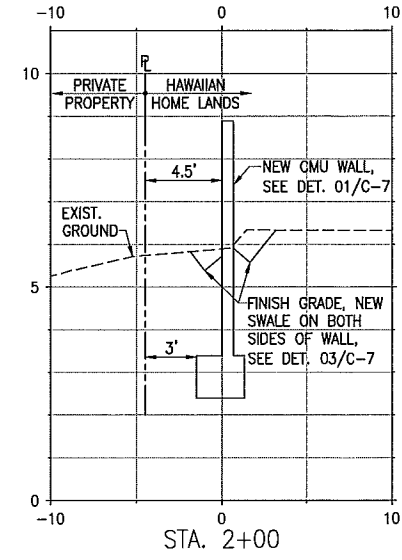 -10
0
10
PL
10
PRIVATE
PROPERTY
HAWAIIAN
HOME LANDS
4.5'
NEW CMU WALL,
SEE DET. 01/C-7
EXIST.
GROUND
5
FINISH GRADE, NEW
SWALE ON BOTH
SIDES OF WALL,
SEE DET. 03/C-7
3'
0
-10
0
10
STA. 2+00